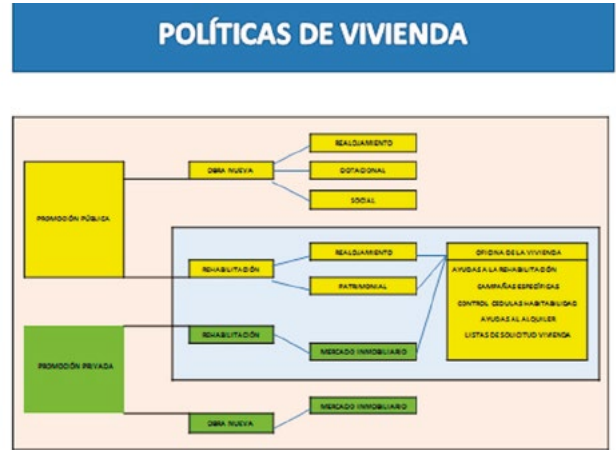 POLÍTICAS DE VIVIENDA
REALOJAMIENTO
OBRA NUEVA
DOTACIONAL
SOCIAL
PROMOCIÓN PÚBLICA
REALOJAMIENTO
OFICINA DE LA VIVIENDA
REHABILITACIÓN
AYUDAS A LA REHABILITACIÓN
PATRIMONIAL
CAMPAÑAS ESPECÍFICAS
CONTROL CEDULAS HABITABILIDAD
AYUDAS AL ALQUILER
REHABILITACIÓN
LISTAS DE SOLICITUD VIVIENDA
MERCADO INMOBILIARIO
PROMOCIÓN PRIVADA
MERCADO INMOBILIARIO
OBRA NUEVA